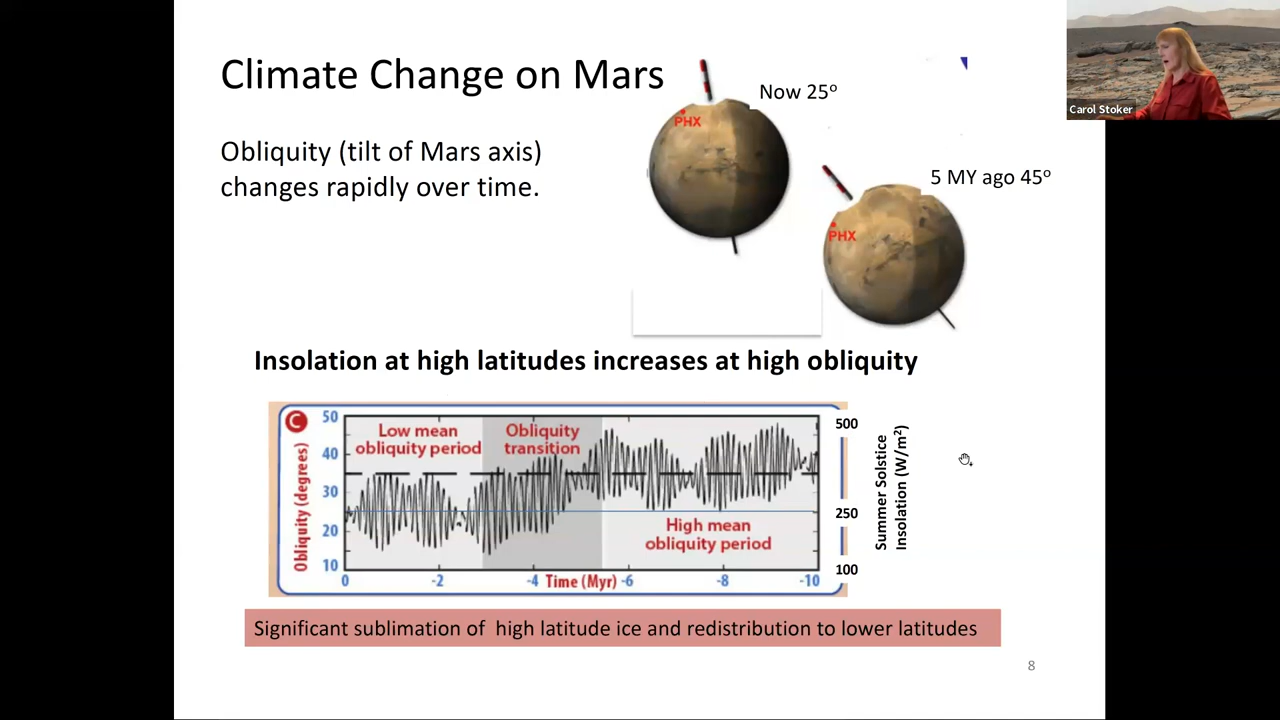 Climate Change on Mars
Now 25º
PHX
Carol Stoker
Obliquity (tilt of Mars axis)
changes rapidly over time.
5 MY ago 45º
PHX
Insolation at high latitudes increases at high obliquity
C
Obliquity (degrees)
50
40
30
20
10
Low mean
obliquity period
Obliquity
transition
High mean
obliquity period
0
-2
-4
Time (Myr)
-6
-8
-10
500
250
100
Summer Solstice
Insolation (W/m²)
Significant sublimation of high latitude ice and redistribution to lower latitudes
8